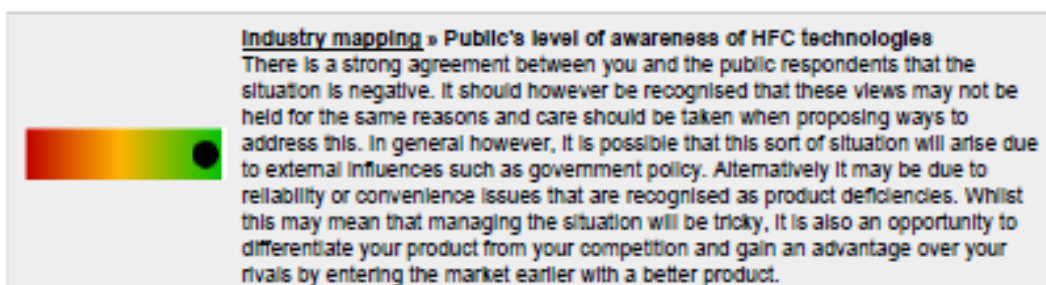 Industry mapping » Public's level of awareness of HFC technologies
There is a strong agreement between you and the public respondents that the
situation is negative. It should however be recognised that these views may not be
held for the same reasons and care should be taken when proposing ways to
address this. In general however, it is possible that this sort of situation will arise due
to external influences such as government policy. Alternatively it may be due to
reliability or convenience issues that are recognised as product deficiencies. Whilst
this may mean that managing the situation will be tricky, it is also an opportunity to
differentiate your product from your competition and gain an advantage over your
rivals by entering the market earlier with a better product.